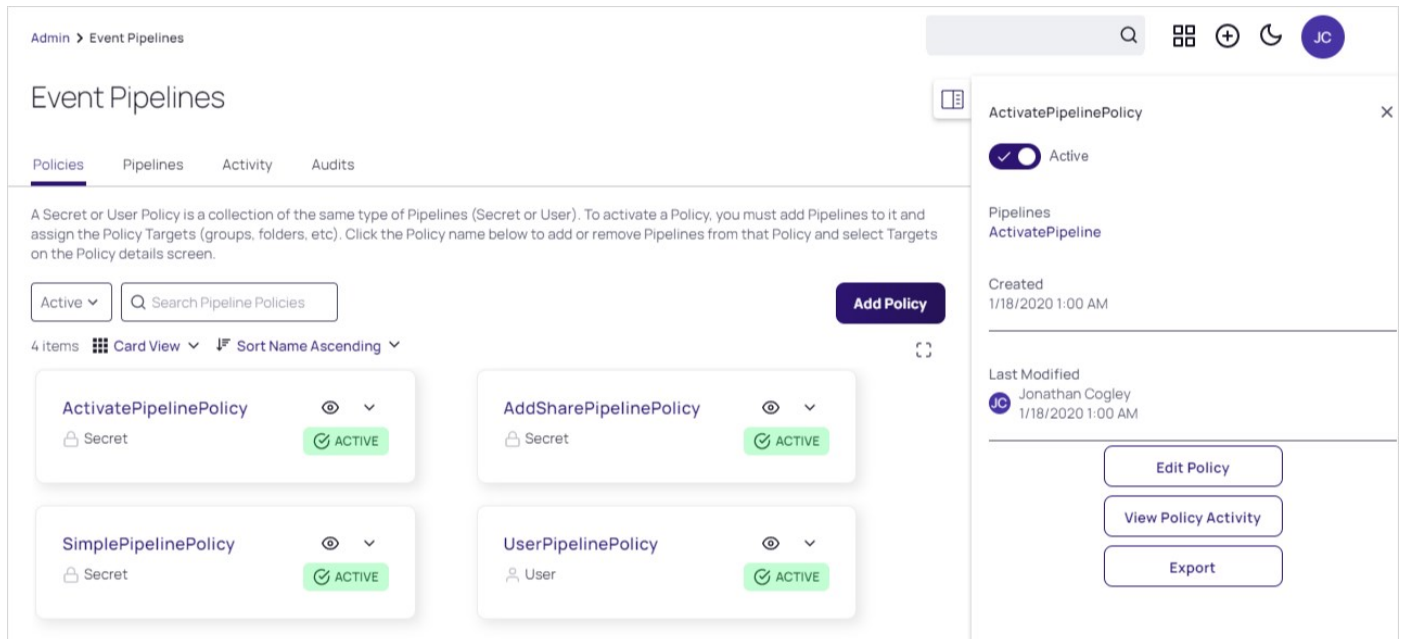 Admin > Event Pipelines
JC
Event Pipelines
Policies Pipelines Activity Audits
A Secret or User Policy is a collection of the same type of Pipelines (Secret or User). To activate a Policy, you must add Pipelines to it and
assign the Policy Targets (groups, folders, etc). Click the Policy name below to add or remove Pipelines from that Policy and select Targets
on the Policy details screen.
Active Search Pipeline Policies Add Policy
4 items Card View Sort Name Ascending
ActivatePipelinePolicy
Secret ACTIVE
AddSharePipelinePolicy
Secret ACTIVE
SimplePipelinePolicy
Secret ACTIVE
UserPipelinePolicy
User ACTIVE
ActivatePipelinePolicy
Active
Pipelines
ActivatePipeline
Created
1/18/2020 1:00 AM
Last Modified
JC Jonathan Cogley
1/18/2020 1:00 AM
Edit Policy
View Policy Activity
Export